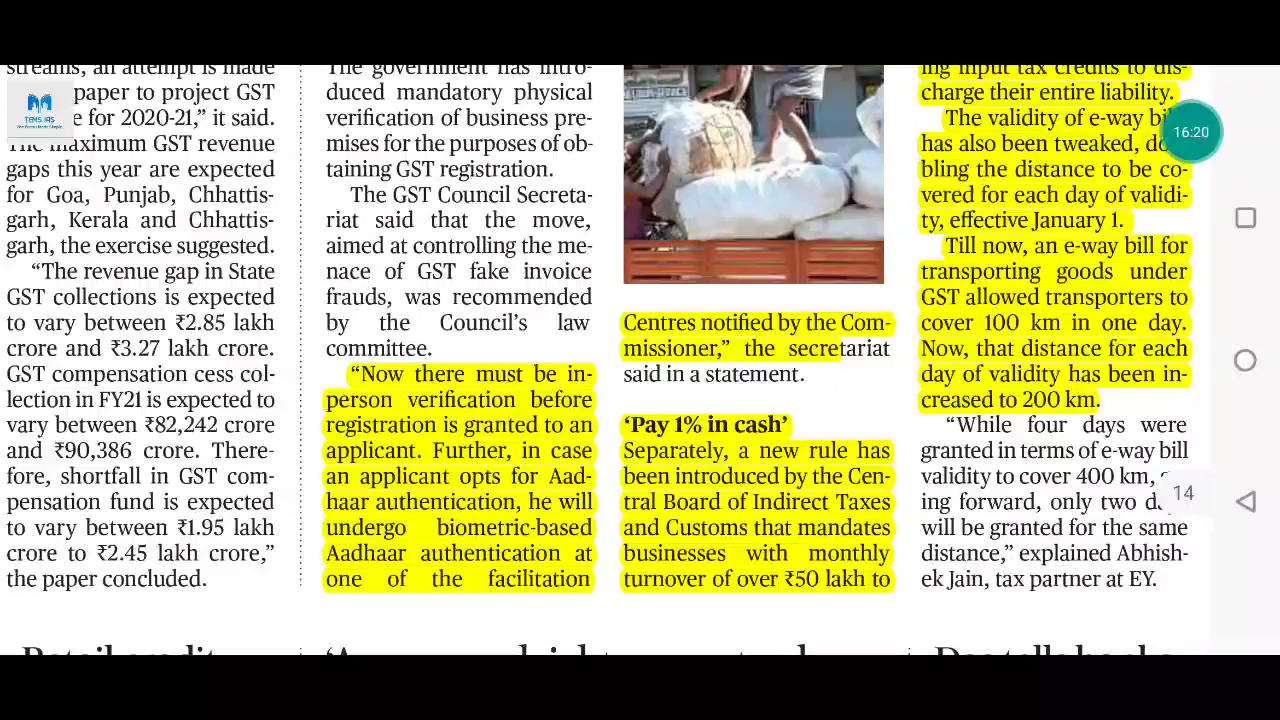 streams, an attempt is made
paper to project GST
e for 2020-21,” it said.
The maximum GST revenue
gaps this year are expected
for Goa, Punjab, Chhattis-
garh, Kerala and Chhattis-
garh, the exercise suggested.
“The revenue gap in State
GST collections is expected
to vary between ₹2.85 lakh
crore and ₹3.27 lakh crore.
GST compensation cess col-
lection in FY21 is expected to
vary between ₹82,242 crore
and ₹90,386 crore. There-
fore, shortfall in GST com-
pensation fund is expected
to vary between ₹1.95 lakh
crore to ₹2.45 lakh crore,”
the paper concluded.
The government has intro-
duced mandatory physical
verification of business pre-
mises for the purposes of ob-
taining GST registration.
The GST Council Secreta-
riat said that the move,
aimed at controlling the me-
nace of GST fake invoice
frauds, was recommended
by the Council’s law
committee.
“Now there must be in-
person verification before
registration is granted to an
applicant. Further, in case
an applicant opts for Aad-
haar authentication, he will
undergo biometric-based
Aadhaar authentication at
one of the facilitation
Centres notified by the Com-
missioner,” the secretariat
said in a statement.
‘Pay 1% in cash’
Separately, a new rule has
been introduced by the Cen-
tral Board of Indirect Taxes
and Customs that mandates
businesses with monthly
turnover of over ₹50 lakh to
ing input tax credits to dis-
charge their entire liability.
The validity of e-way bi
has also been tweaked, do
bling the distance to be co-
vered for each day of validi-
ty, effective January 1.
Till now, an e-way bill for
transporting goods under
GST allowed transporters to
cover 100 km in one day.
Now, that distance for each
day of validity has been in-
creased to 200 km.
“While four days were
granted in terms of e-way bill
validity to cover 400 km,
ing forward, only two
will be granted for the same
distance,” explained Abhish-
ek Jain, tax partner at EY.
TEMS IAS
16:20
14